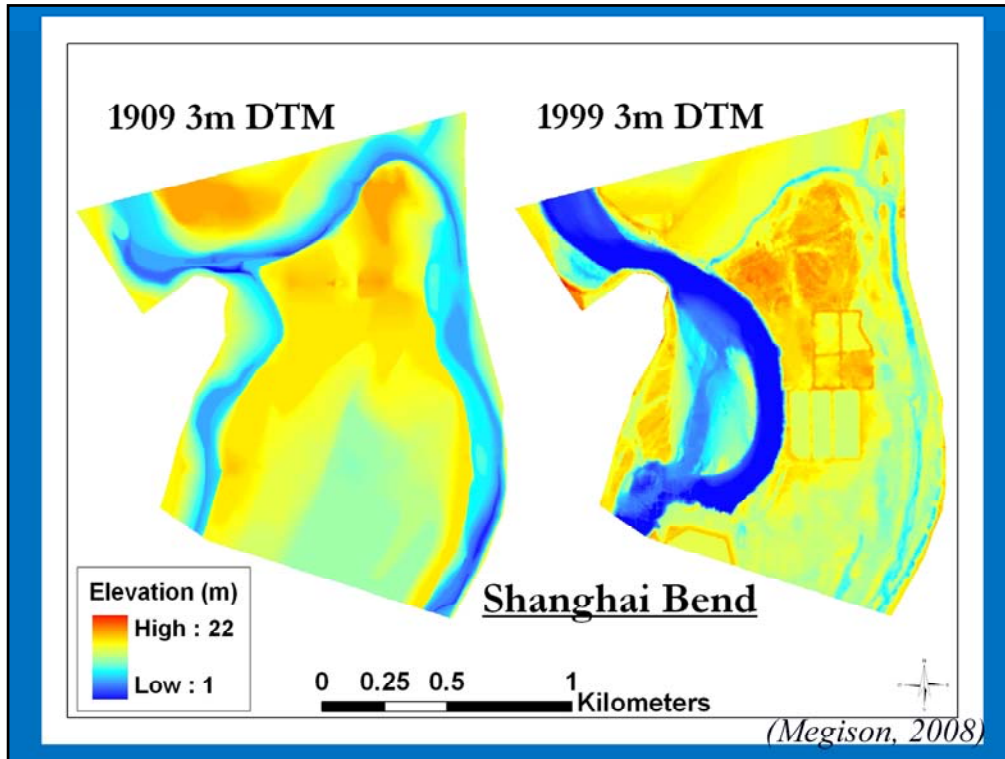 1909 3m DTM
1999 3m DTM
Elevation (m)
High : 22
Low : 1
Shanghai Bend
0 0.25 0.5 1
Kilometers
(Megison, 2008)